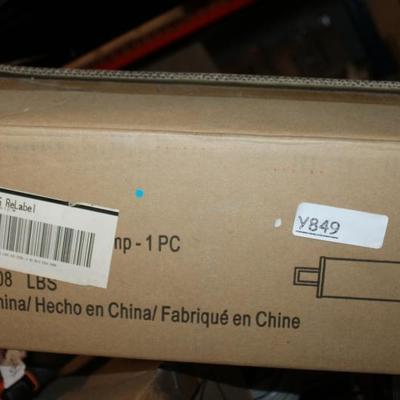 ReLabel
Y849
mp - 1 PC
08 LBS
hina/ Hecho en China/ Fabriqué en Chine